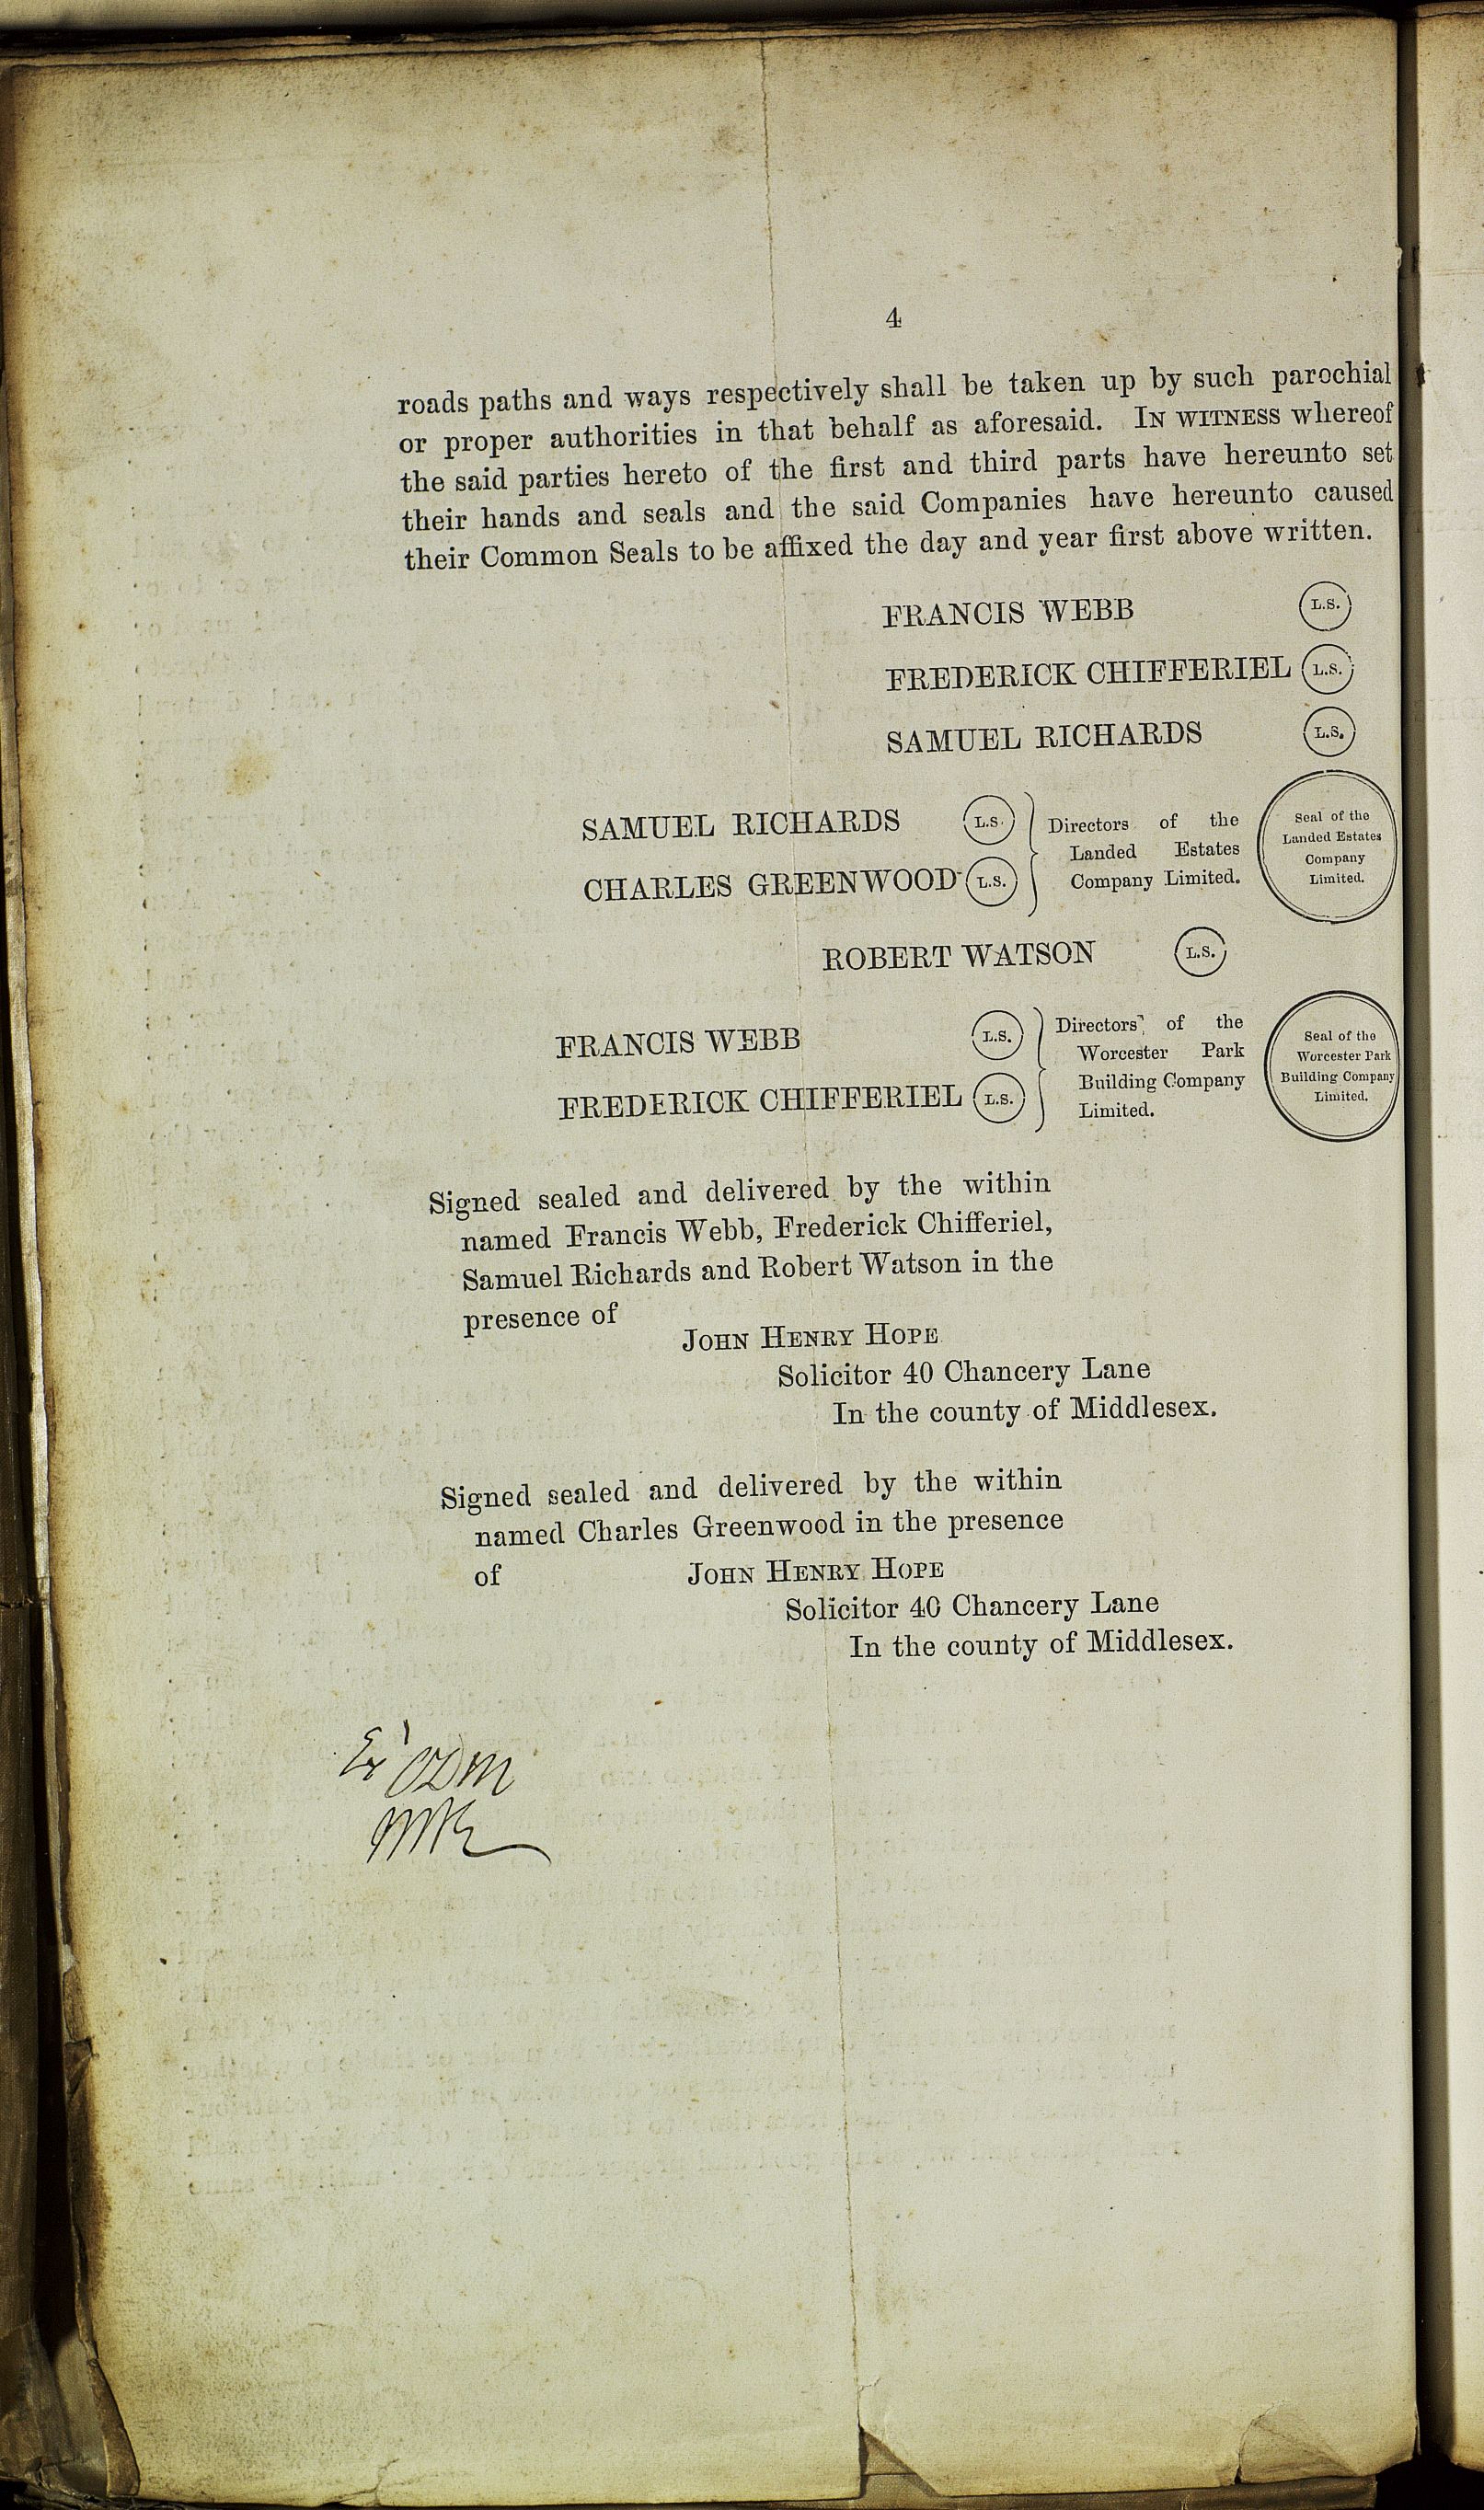 4
roads paths and ways respectively shall be taken up by such parochial
or proper authorities in that behalf as aforesaid. IN WITNESS whereof
the said parties hereto of the first and third parts have hereunto set
their hands and seals and the said Companies have hereunto caused
their Common Seals to be affixed the day and year first above written.
FRANCIS WEBB L.S.
FREDERICK CHIFFERIEL L.S.
SAMUEL RICHARDS L.S.
SAMUEL RICHARDS L.S.
CHARLES GREENWOOD L.S.
Directors of the
Landed Estates
Company Limited.
Seal of the
Landed Estates
Company
Limited.
ROBERT WATSON L.S.
FRANCIS WEBB L.S.
FREDERICK CHIFFERIEL L.S.
Directors of the
Worcester Park
Building Company
Limited.
Seal of the
Worcester Park
Building Company
Limited.
Signed sealed and delivered by the within
named Francis Webb, Frederick Chifferiel,
Samuel Richards and Robert Watson in the
presence of
JOHN HENRY HOPE
Solicitor 40 Chancery Lane
In the county of Middlesex.
Signed sealed and delivered by the within
named Charles Greenwood in the presence
of JOHN HENRY HOPE
Solicitor 40 Chancery Lane
In the county of Middlesex.